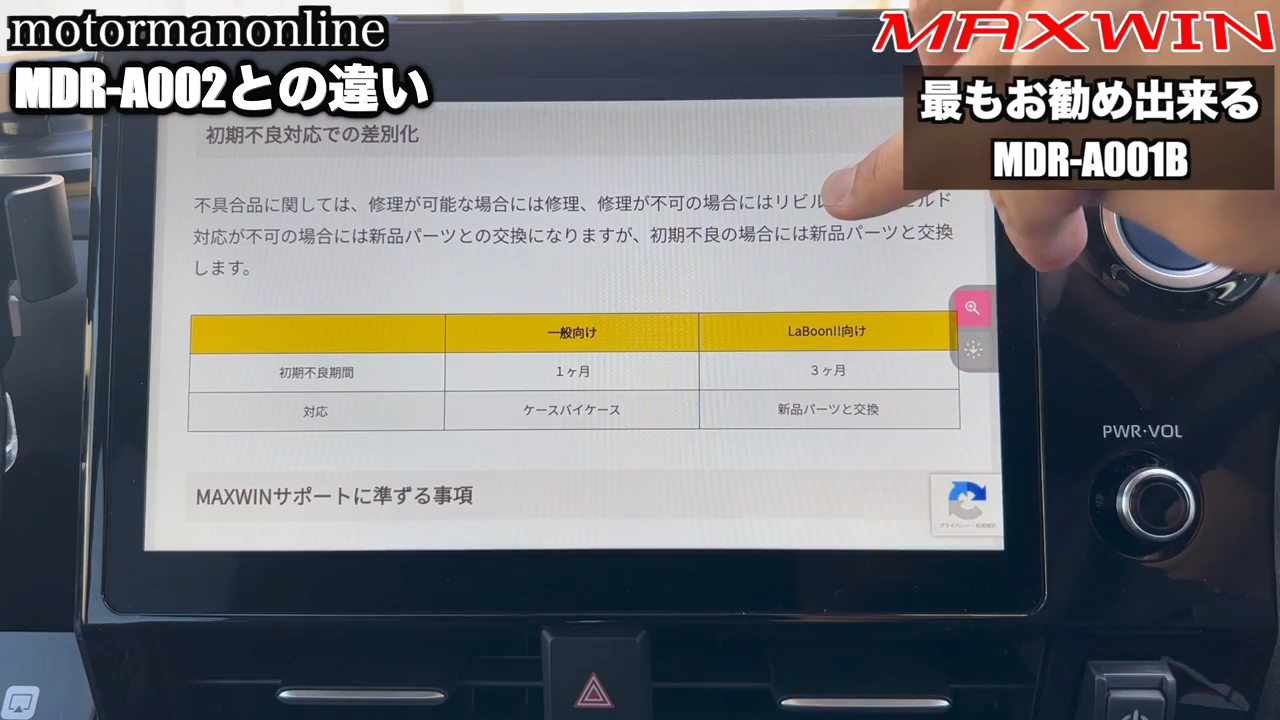 motormanonline
MDR-A002との違い
MAXWIN
最もお勧め出来る
MDR-A001B
初期不良対応での差別化
不具合品に関しては、修理が可能な場合には修理、修理が不可の場合にはリビル
対応が不可の場合には新品パーツとの交換になりますが、初期不良の場合には新品パーツと交換
します。
一般向け LaBoon!!向け
初期不良期間 1ヶ月 3ヶ月
対応 ケースバイケース 新品パーツと交換
MAXWINサポートに準ずる事項
PWR·VOL